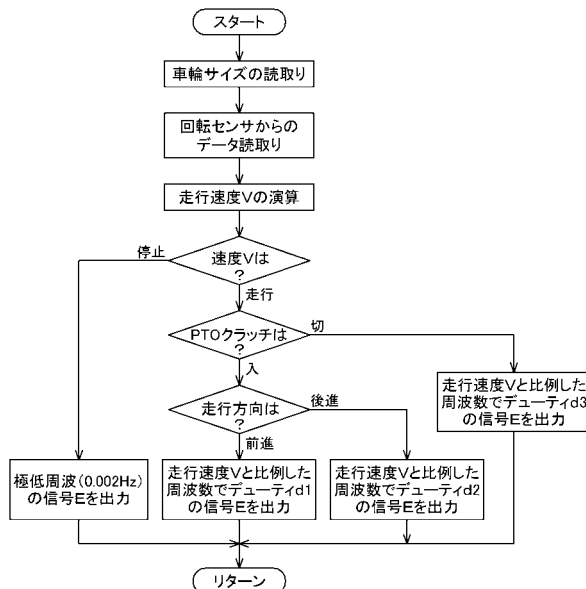 スタート
車輪サイズの読取り
回転センサからの
データ読取り
走行速度Vの演算
速度Vは
?
停止
走行
PTOクラッチは
?
切
入
走行方向は
?
後進
前進
走行速度Vと比例した
周波数でデューティd3
の信号Eを出力
極低周波(0.002Hz)
の信号Eを出力
走行速度Vと比例した
周波数でデューティd1
の信号Eを出力
走行速度Vと比例した
周波数でデューティd2
の信号Eを出力
リターン